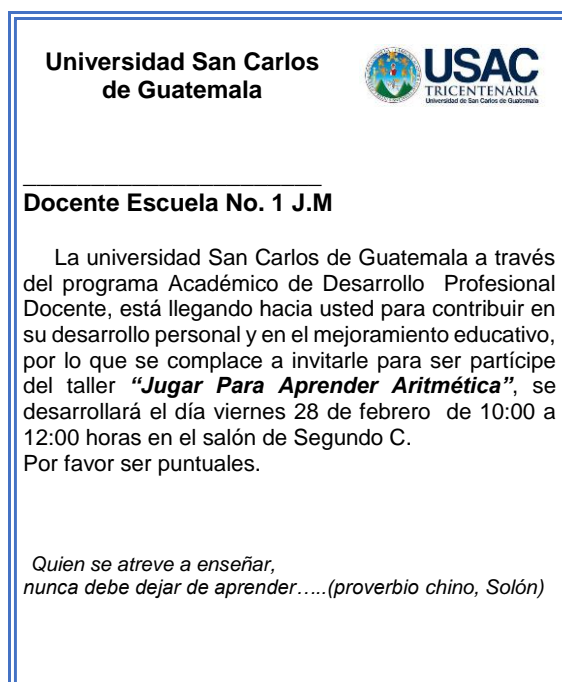 Universidad San Carlos
de Guatemala
USAC
TRICENTENARIA
Universidad de San Carlos de Guatemala
________________________
Docente Escuela No. 1 J.M
La universidad San Carlos de Guatemala a través
del programa Académico de Desarrollo Profesional
Docente, está llegando hacia usted para contribuir en
su desarrollo personal y en el mejoramiento educativo,
por lo que se complace a invitarle para ser partícipe
del taller “Jugar Para Aprender Aritmética”, se
desarrollará el día viernes 28 de febrero de 10:00 a
12:00 horas en el salón de Segundo C.
Por favor ser puntuales.
Quien se atreve a enseñar,
nunca debe dejar de aprender…..(proverbio chino, Solón)